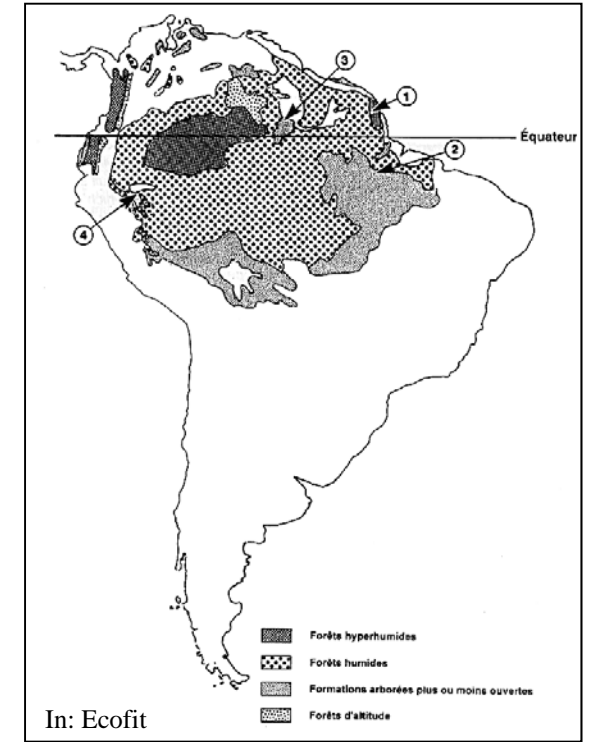 3
1
Équateur
2
4
Forêts hyperhumides
Forêts humides
Formations arborées plus ou moins ouvertes
Forêts d'altitude
In: Ecofit